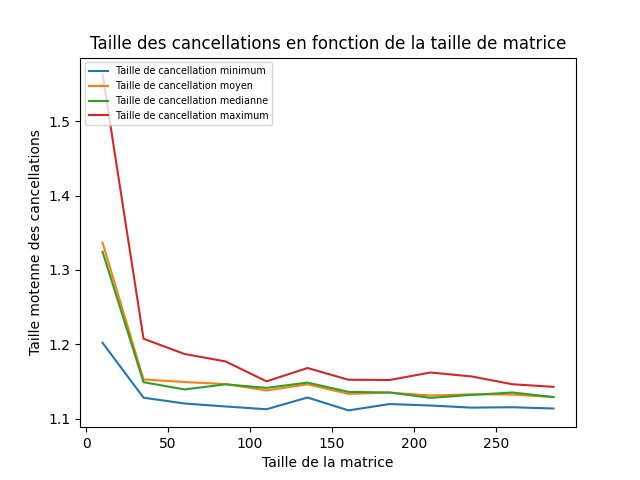 Taille des cancellations en fonction de la taille de matrice
Taille de cancellation minimum
Taille de cancellation moyen
Taille de cancellation medianne
Taille de cancellation maximum
Taille motenne des cancellations
1.5
1.4
1.3
1.2
1.1
0 50 100 150 200 250
Taille de la matrice